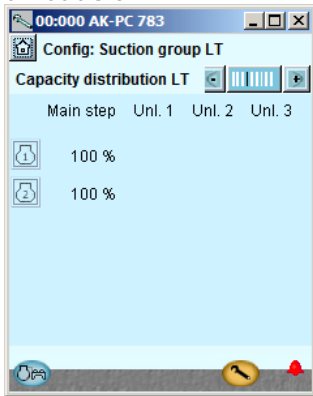 00:000 AK-PC 783
Config: Suction group LT
Capacity distribution LT - +
Main step Unl. 1 Unl. 2 Unl. 3
1 100 %
2 100 %